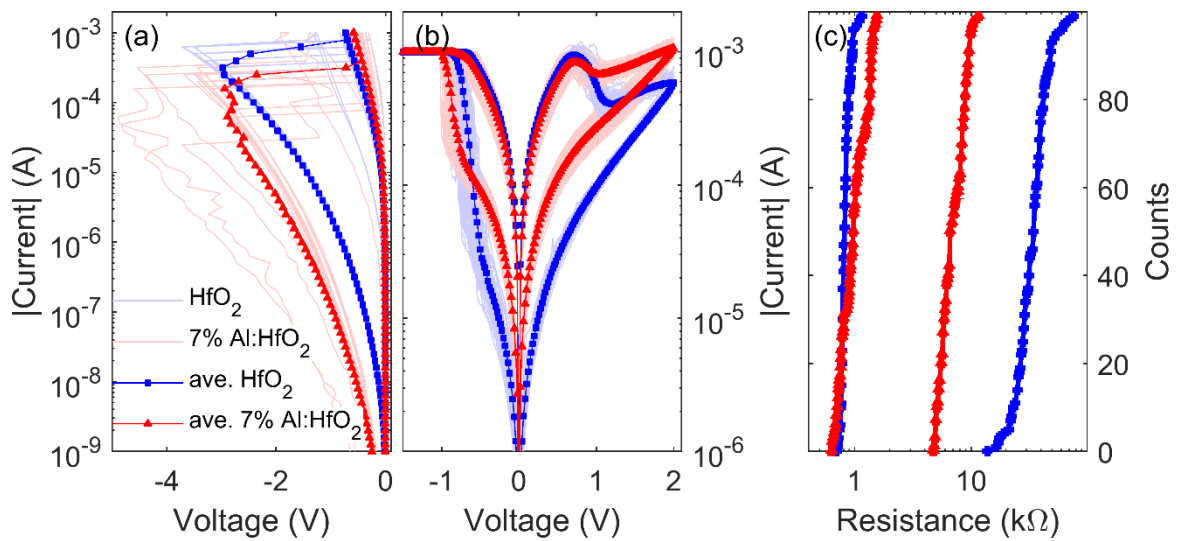 (a)
10⁻³
10⁻⁴
10⁻⁵
10⁻⁶
10⁻⁷
10⁻⁸
10⁻⁹
|Current| (A)
HfO₂
7% Al:HfO₂
ave. HfO₂
ave. 7% Al:HfO₂
-4
-2
0
Voltage (V)
(b)
10⁻³
10⁻⁴
10⁻⁵
10⁻⁶
|Current| (A)
-1
0
1
2
Voltage (V)
(c)
80
60
40
20
0
Counts
1
10
Resistance (kΩ)